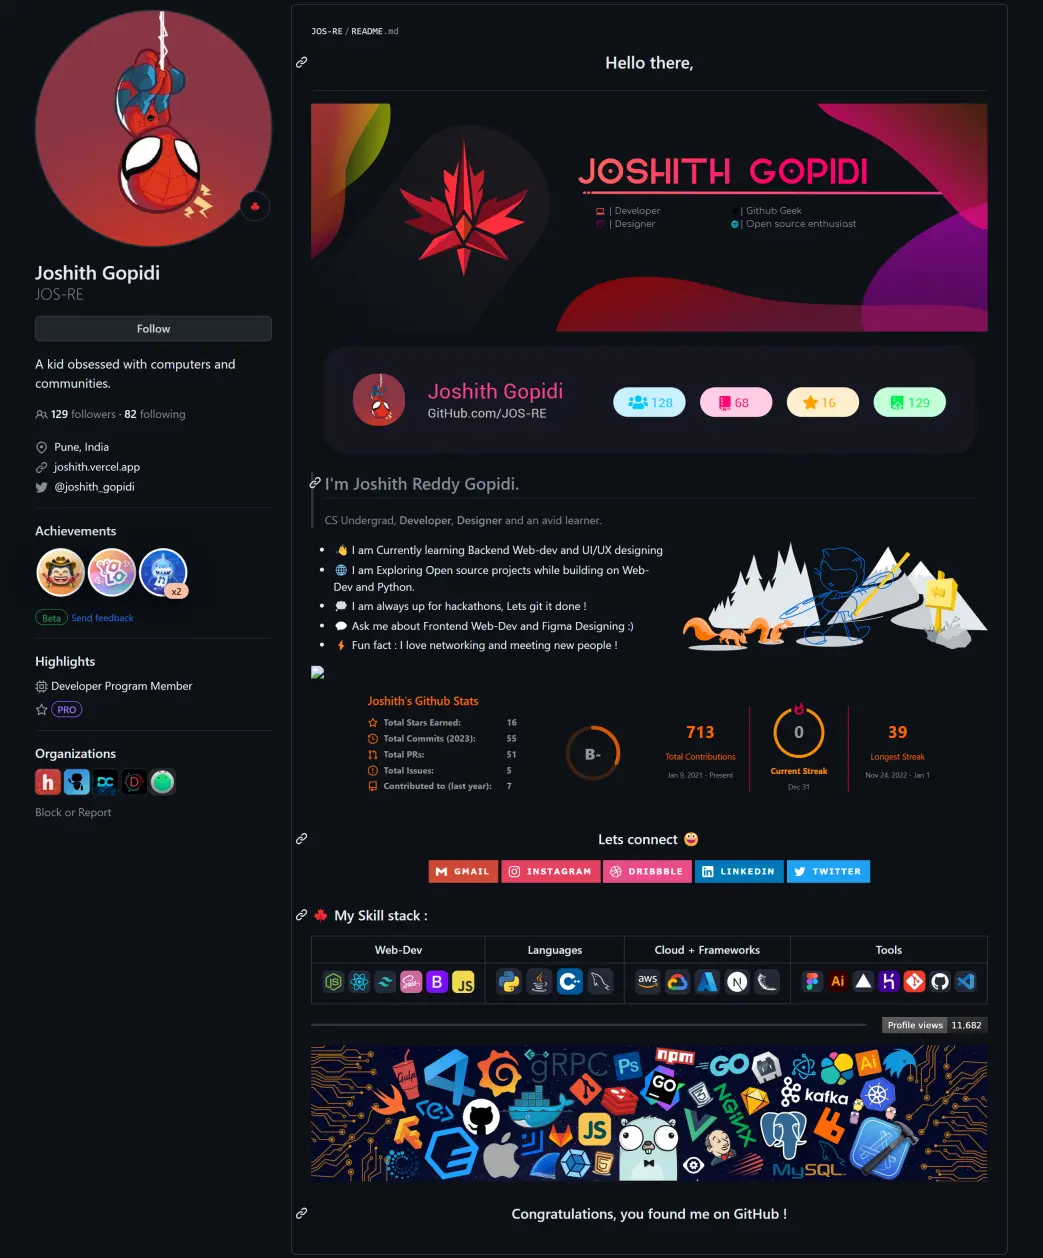 Joshith Gopidi
JOS-RE
Follow
A kid obsessed with computers and
communities.
129 followers · 82 following
Pune, India
joshith.vercel.app
@joshith_gopidi
Achievements
YOLO
x2
Beta Send feedback
Highlights
Developer Program Member
PRO
Organizations
h
DC
D
Block or Report
JOS-RE / README.md
Hello there,
JOSHITH GOPIDI
| Developer | Github Geek
| Designer | Open source enthusiast
Joshith Gopidi
GitHub.com/JOS-RE
128 68 16 129
I'm Joshith Reddy Gopidi.
CS Undergrad, Developer, Designer and an avid learner.
• 👋 I am Currently learning Backend Web-dev and UI/UX designing
• 🌐 I am Exploring Open source projects while building on Web-
Dev and Python.
• 💭 I am always up for hackathons, Lets git it done !
• 💬 Ask me about Frontend Web-Dev and Figma Designing :)
• ⚡ Fun fact : I love networking and meeting new people !
Joshith's Github Stats
Total Stars Earned: 16
Total Commits (2023): 55
Total PRs: 51
Total Issues: 5
Contributed to (last year): 7
B-
713
Total Contributions
Jan 9, 2021 - Present
0
Current Streak
Dec 31
39
Longest Streak
Nov 24, 2022 - Jan 1
Lets connect 😀
GMAIL INSTAGRAM DRIBBBLE LINKEDIN TWITTER
🍁 My Skill stack :
Web-Dev Languages Cloud + Frameworks Tools
JS Sass B JS C++ aws N Ai
Profile views 11,682
Gulp gRPC Ps npm GO Ai
GO kafka
NGINX
JS
MySQL
Congratulations, you found me on GitHub !